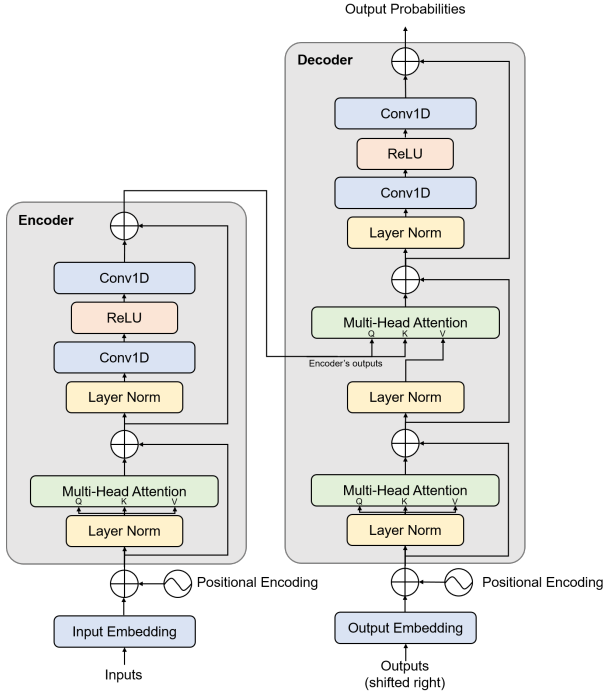 Output Probabilities
Decoder
Conv1D
ReLU
Conv1D
Layer Norm
Multi-Head Attention
Q K V
Encoder's outputs
Layer Norm
Multi-Head Attention
Q K V
Layer Norm
Positional Encoding
Output Embedding
Outputs
(shifted right)
Encoder
Conv1D
ReLU
Conv1D
Layer Norm
Multi-Head Attention
Q K V
Layer Norm
Positional Encoding
Input Embedding
Inputs